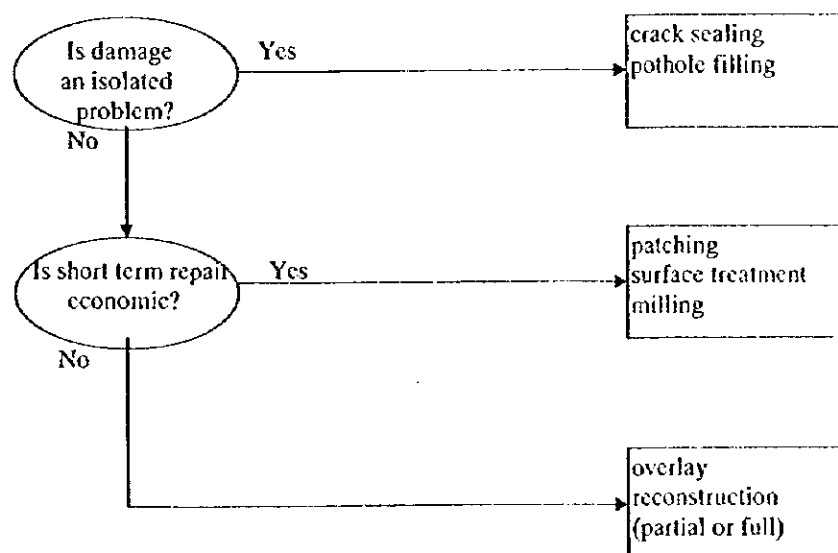 Is damage
an isolated
problem?
Yes
crack sealing
pothole filling
No
Is short term repair
economic?
Yes
patching
surface treatment
milling
No
overlay
reconstruction
(partial or full)